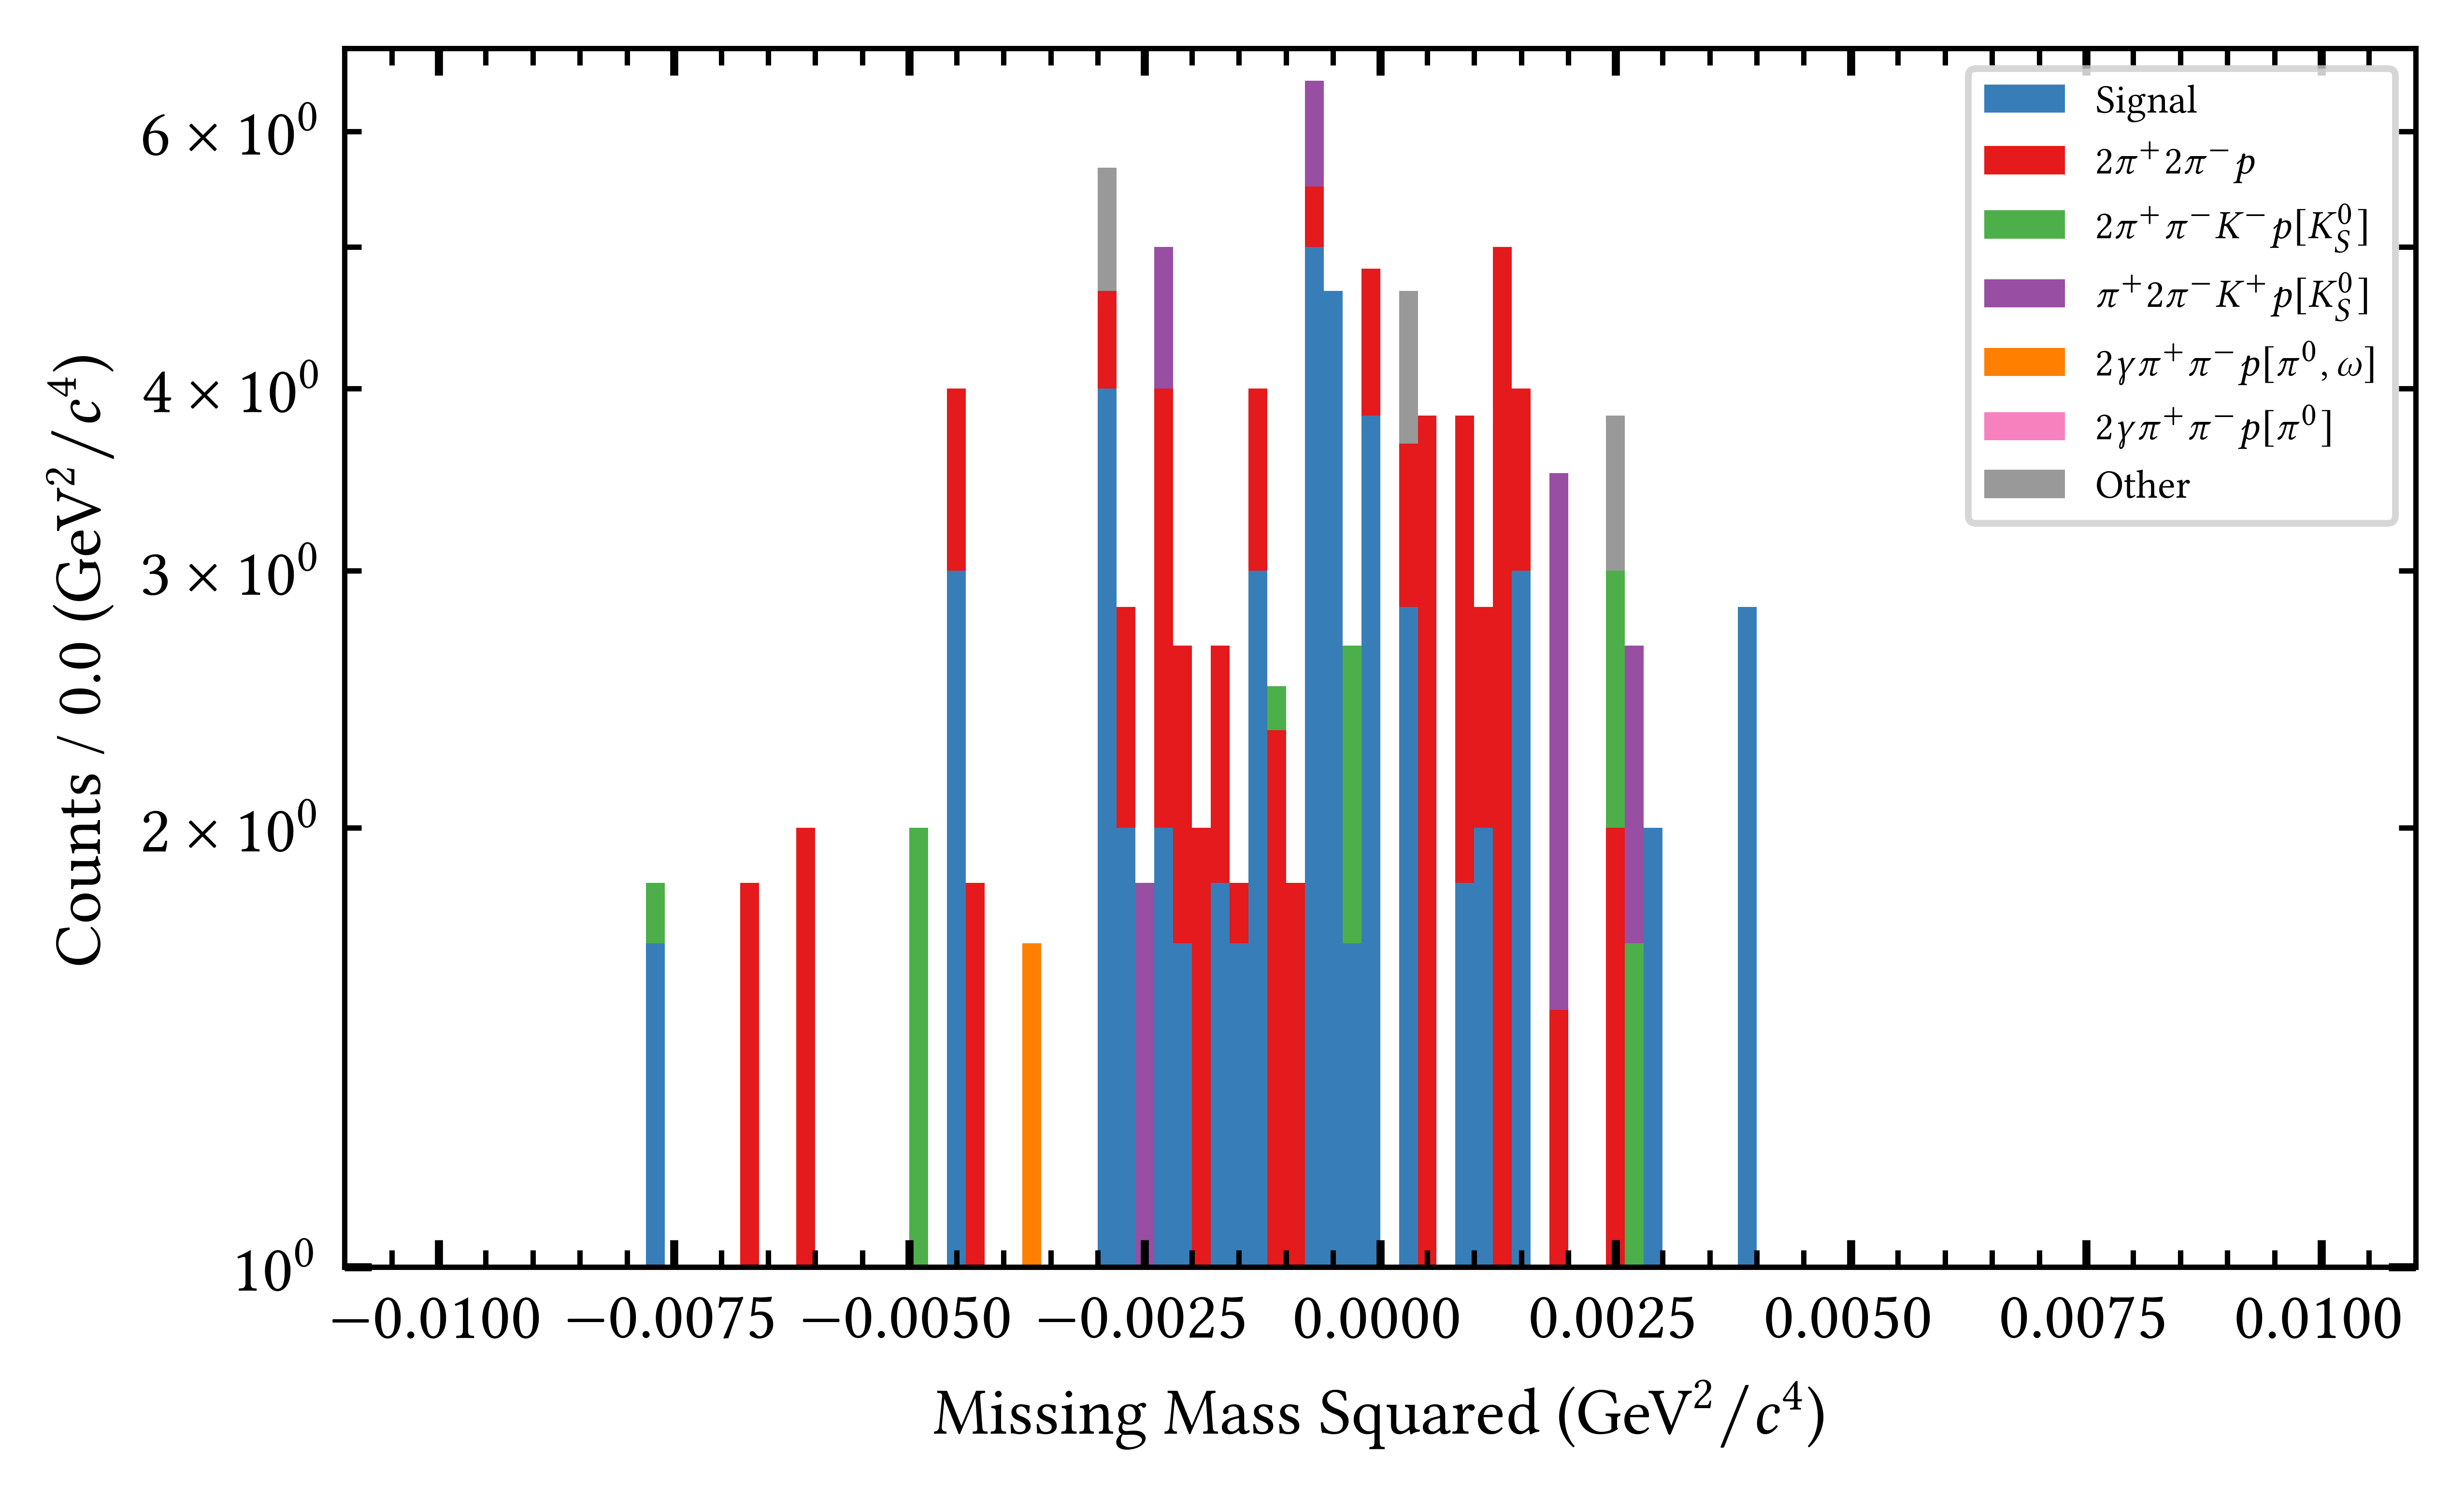 Counts / 0.0 (GeV²/c⁴)
6 × 10⁰
4 × 10⁰
3 × 10⁰
2 × 10⁰
10⁰
Signal
2π⁺2π⁻p
2π⁺π⁻K⁻p[K⁰_S]
π⁺2π⁻K⁺p[K⁰_S]
2γπ⁺π⁻p[π⁰, ω]
2γπ⁺π⁻p[π⁰]
Other
−0.0100 −0.0075 −0.0050 −0.0025 0.0000 0.0025 0.0050 0.0075 0.0100
Missing Mass Squared (GeV²/c⁴)